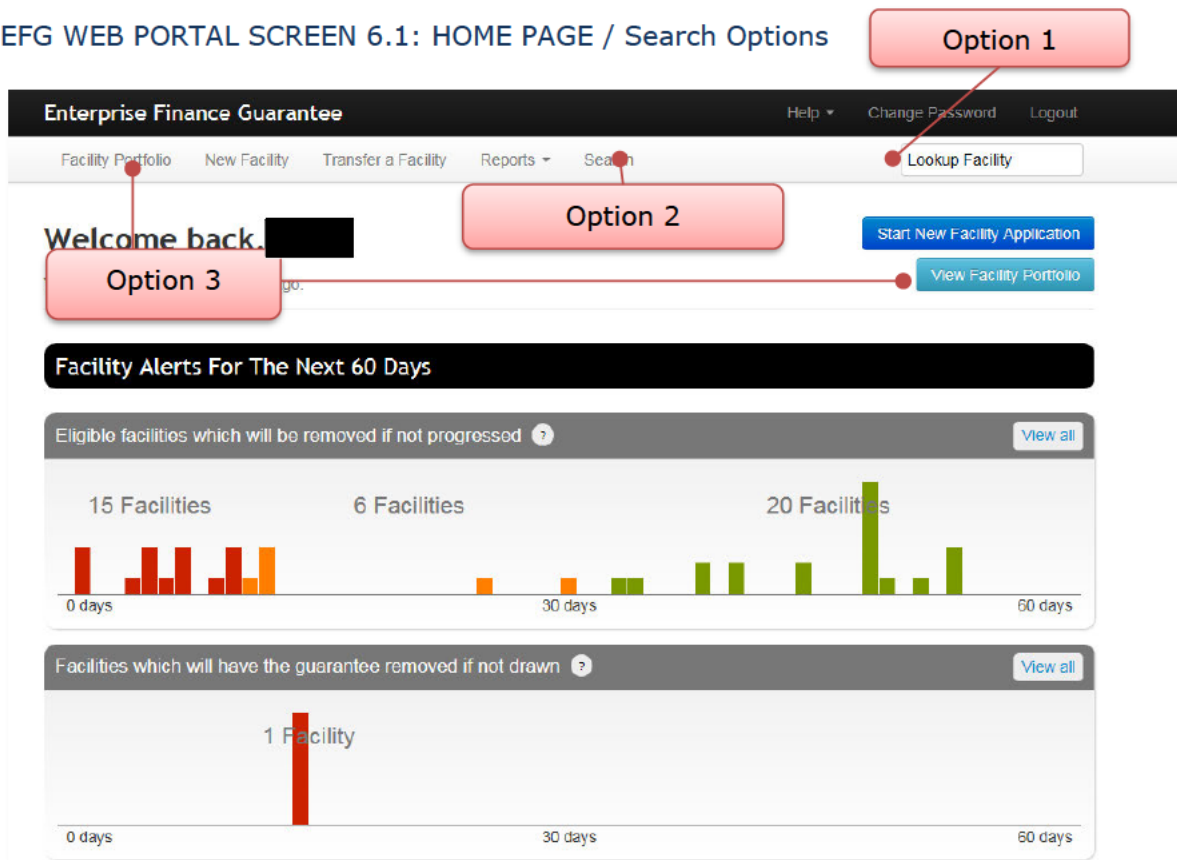 EFG WEB PORTAL SCREEN 6.1: HOME PAGE / Search Options
Option 1
Enterprise Finance Guarantee
Help
Change Password
Logout
Facility Portfolio
New Facility
Transfer a Facility
Reports
Search
Lookup Facility
Option 2
Welcome back,
Start New Facility Application
Option 3
go.
View Facility Portfolio
Facility Alerts For The Next 60 Days
Eligible facilities which will be removed if not progressed ?
View all
15 Facilities
6 Facilities
20 Facilities
0 days
30 days
60 days
Facilities which will have the guarantee removed if not drawn ?
View all
1 Facility
0 days
30 days
60 days